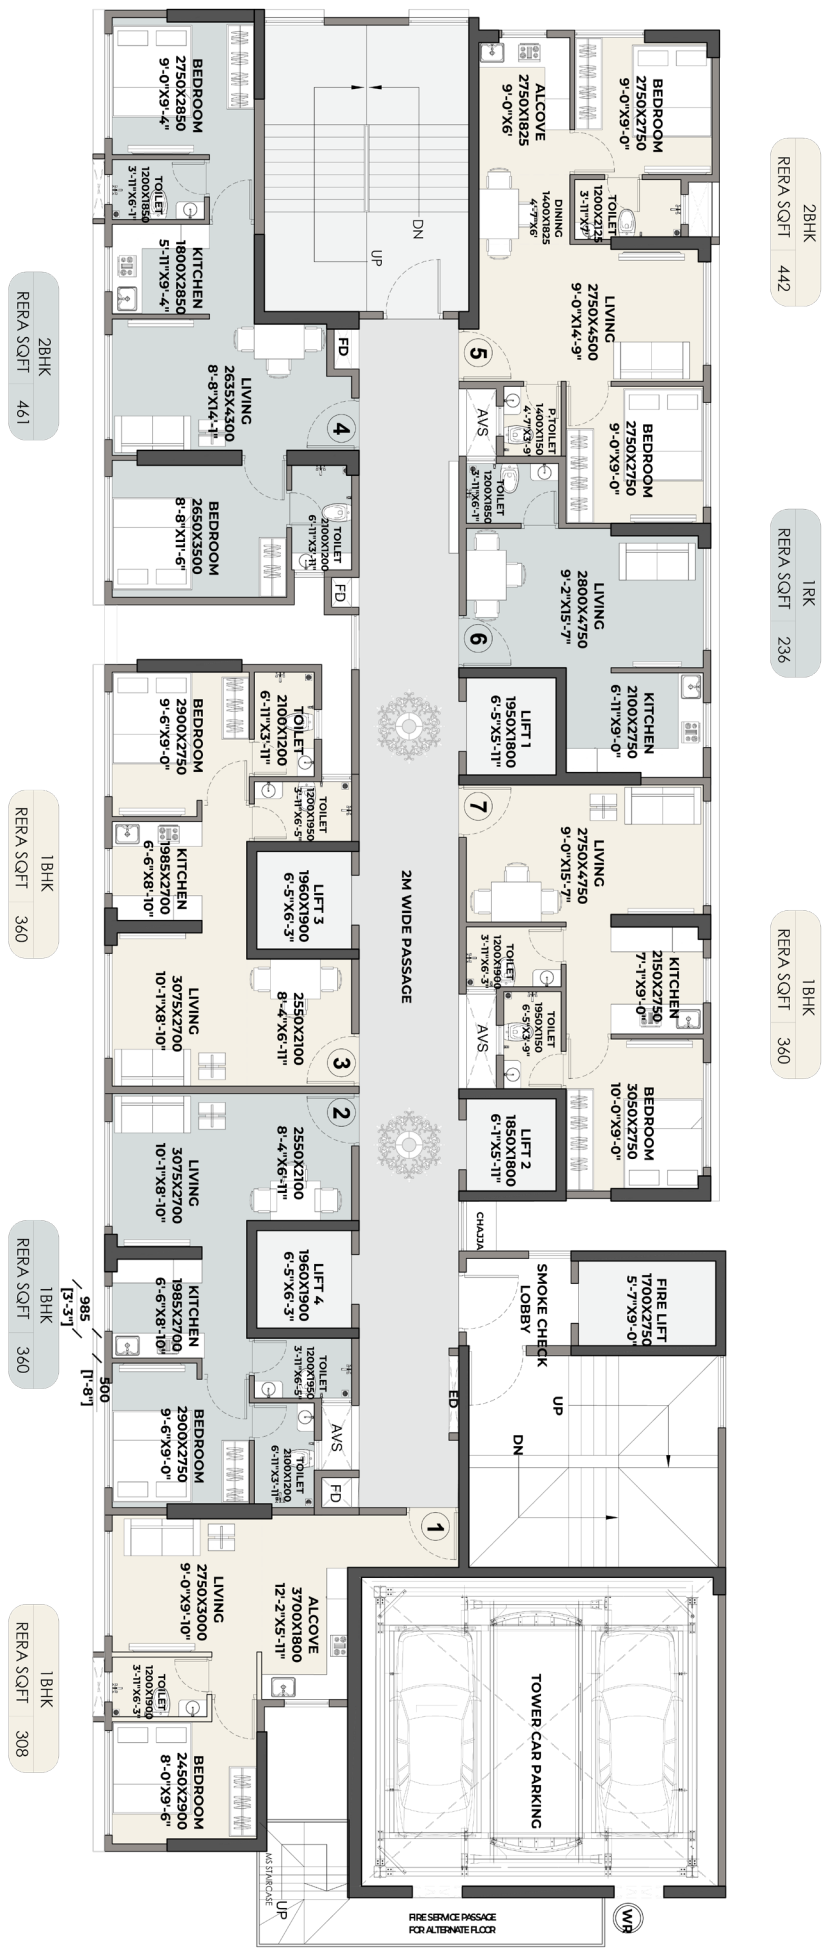 BEDROOM
2750X2850
9'-0"X9'-4"
TOILET
1200X1850
3'-11"X6'-1"
KITCHEN
1800X2850
5'-11"X9'-4"
LIVING
2635X4300
8'-8"X14'-1"
FD
4
BEDROOM
2650X3500
8'-8"X11'-6"
TOILET
2100X1200
6'-11"X3'-11"
FD
2BHK
RERA SQFT 461
DN
UP
ALCOVE
2750X1825
9'-0"X6'
BEDROOM
2750X2750
9'-0"X9'-0"
DINING
1400X1825
4'-7"X6'
TOILET
1200X2125
3'-11"X7'
LIVING
2750X4500
9'-0"X14'-9"
5
AVS
P.TOILET
1400X1150
4'-7"X3'-9"
BEDROOM
2750X2750
9'-0"X9'-0"
2BHK
RERA SQFT 442
TOILET
1200X1850
3'-11"X6'-1"
LIVING
2800X4750
9'-2"X15'-7"
6
KITCHEN
2100X2750
6'-11"X9'-0"
1RK
RERA SQFT 236
LIFT 1
1950X1800
6'-5"X5'-11"
BEDROOM
2900X2750
9'-6"X9'-0"
TOILET
2100X1200
6'-11"X3'-11"
TOILET
1200X1950
3'-11"X6'-5"
KITCHEN
1985X2700
6'-6"X8'-10"
LIFT 3
1960X1900
6'-5"X6'-3"
LIVING
3075X2700
10'-1"X8'-10"
2550X2100
8'-4"X6'-11"
3
1BHK
RERA SQFT 360
2M WIDE PASSAGE
7
LIVING
2750X4750
9'-0"X15'-7"
TOILET
1200X1900
3'-11"X6'-3"
KITCHEN
2150X2750
7'-1"X9'-0"
AVS
TOILET
1950X1150
6'-5"X3'-9"
BEDROOM
3050X2750
10'-0"X9'-0"
1BHK
RERA SQFT 360
LIFT 2
1850X1800
6'-1"X5'-11"
CHAJJA
2
2550X2100
8'-4"X6'-11"
LIVING
3075X2700
10'-1"X8'-10"
LIFT 4
1960X1900
6'-5"X6'-3"
KITCHEN
1985X2700
6'-6"X8'-10"
TOILET
1200X1950
3'-11"X6'-5"
BEDROOM
2900X2750
9'-6"X9'-0"
TOILET
2100X1200
6'-11"X3'-11"
AVS
FD
985
[3'-3"]
500
[1'-8"]
1BHK
RERA SQFT 360
SMOKE CHECK
LOBBY
FIRE LIFT
1700X2750
5'-7"X9'-0"
ED
UP
DN
1
LIVING
2750X3000
9'-0"X9'-10"
ALCOVE
3700X1800
12'-2"X5'-11"
TOILET
1200X1900
3'-11"X6'-3"
BEDROOM
2450X2900
8'-0"X9'-6"
1BHK
RERA SQFT 308
TOWER CAR PARKING
MS STAIRCASE
UP
FIRE SERVICE PASSAGE
FOR ALTERNATE FLOOR
WR